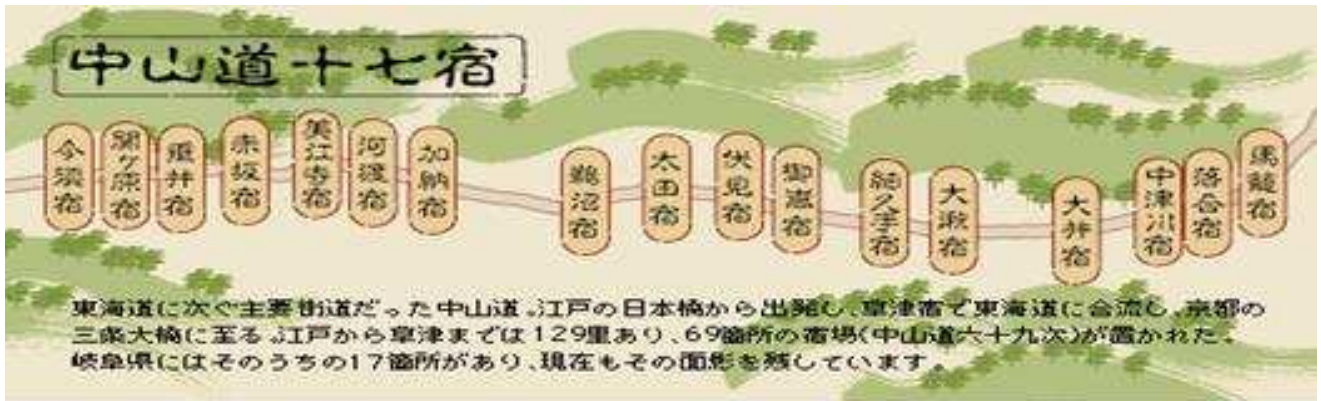 中山道十七宿
今須宿
関ヶ原宿
垂井宿
赤坂宿
美江寺宿
河渡宿
加納宿
鵜沼宿
太田宿
伏見宿
御嵩宿
細久手宿
大湫宿
大井宿
中津川宿
落合宿
馬籠宿
東海道に次ぐ主要街道だった中山道。江戸の日本橋から出発し、草津宿で東海道に合流し、京都の
三条大橋に至る。江戸から草津までは129里あり、69箇所の宿場(中山道六十九次)が置かれた。
岐阜県にはそのうちの17箇所があり、現在もその面影を残しています。